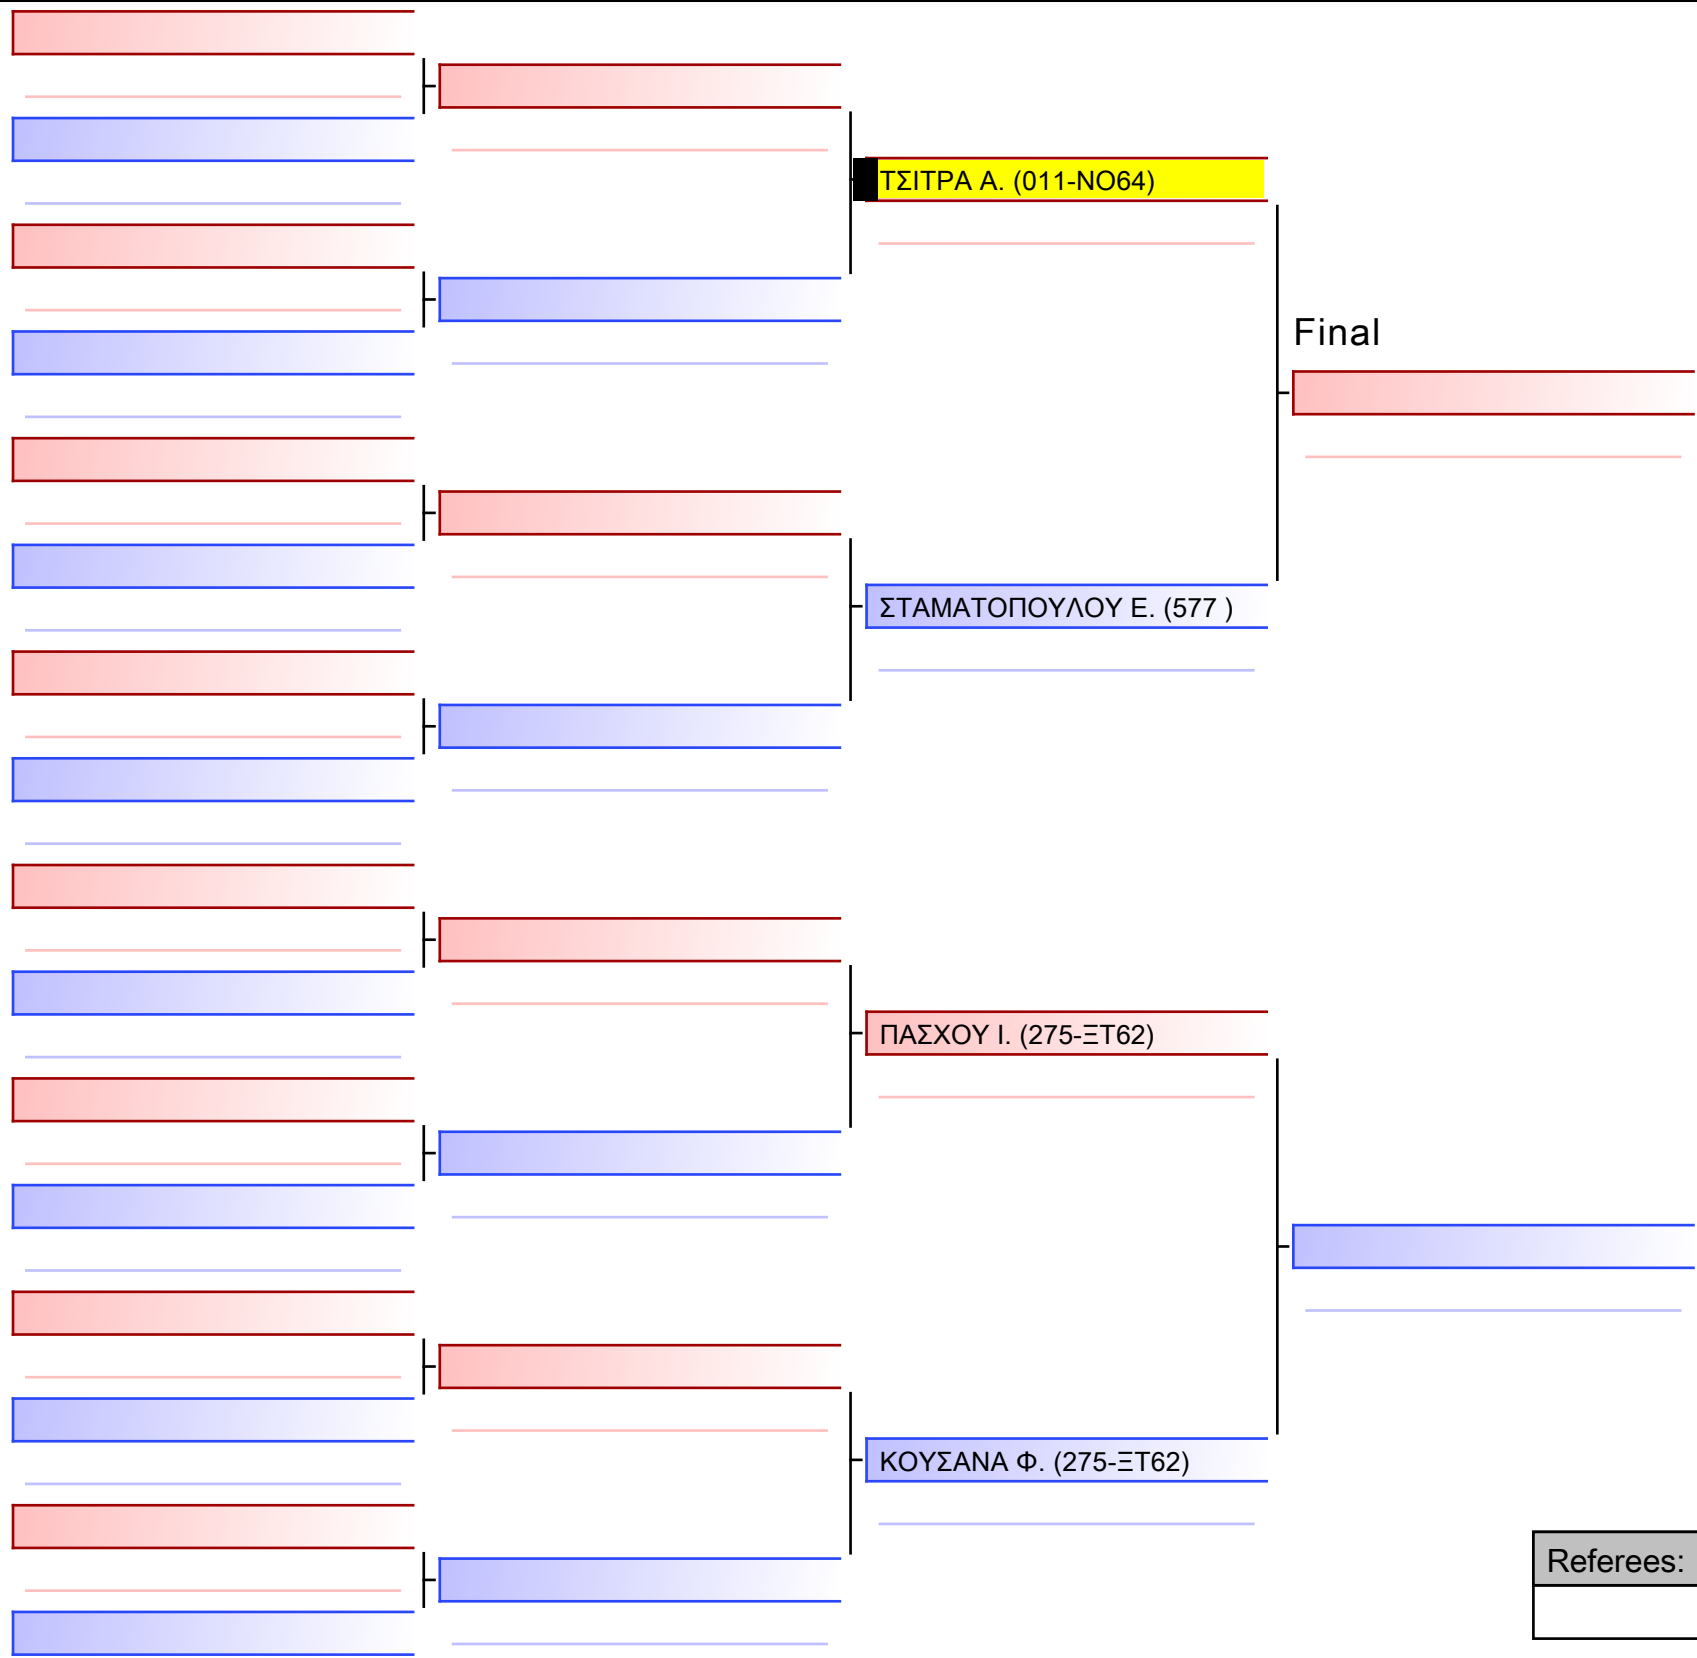 ΤΣΙΤΡΑ Α. (011-ΝΟ64)
Final
ΣΤΑΜΑΤΟΠΟΥΛΟΥ Ε. (577 )
ΠΑΣΧΟΥ Ι. (275-ΞΤ62)
ΚΟΥΣΑΝΑ Φ. (275-ΞΤ62)
Referees: